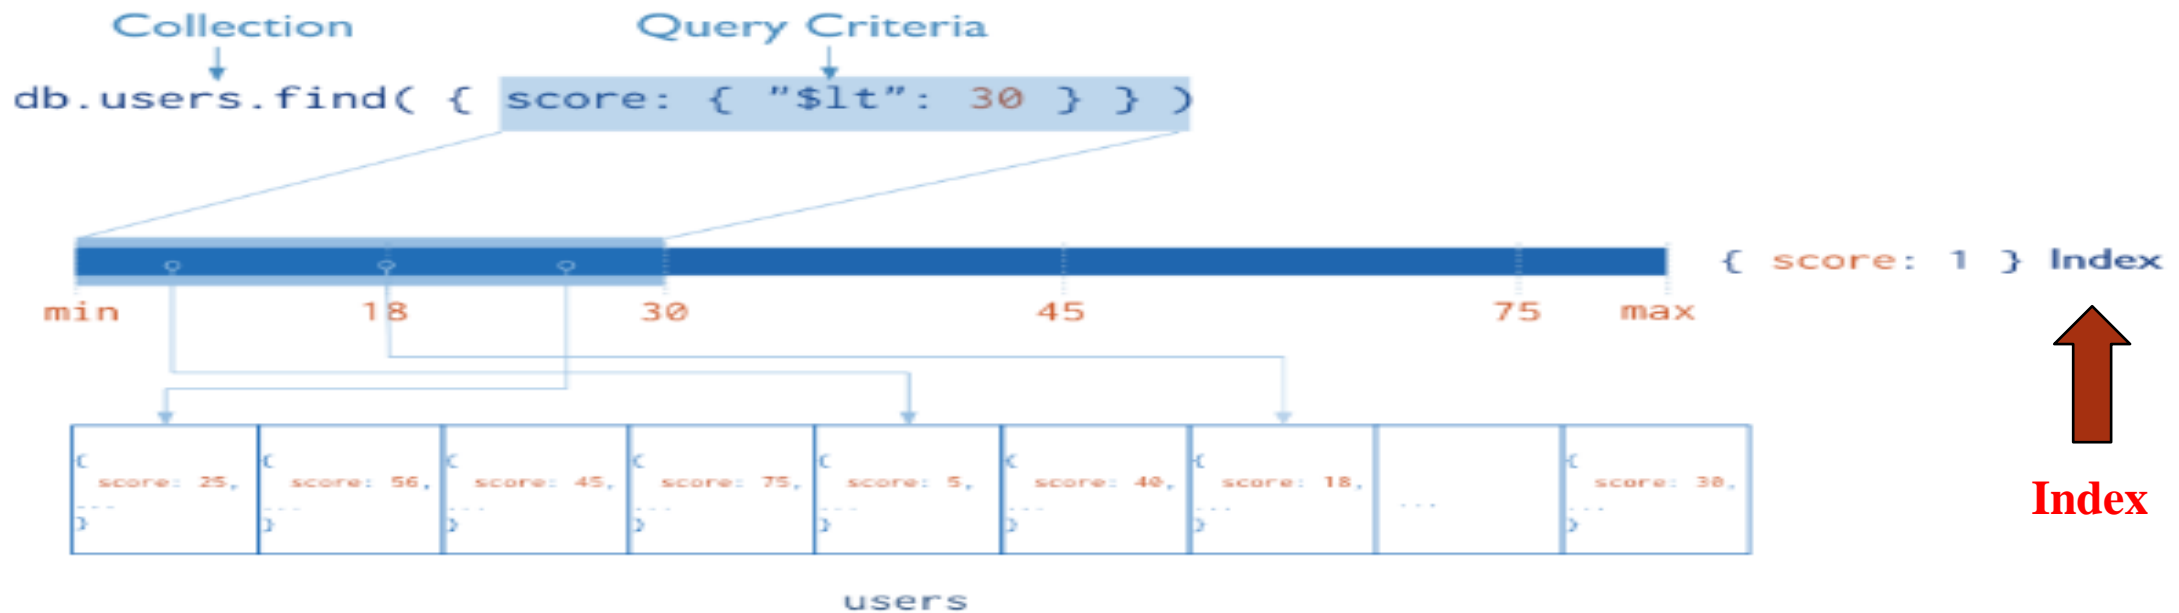 Collection Query Criteria
db.users.find( { score: { "$lt": 30 } } )
{ score: 1 } Index
min 18 30 45 75 max
{ { { { { { { {
score: 25, score: 56, score: 45, score: 75, score: 5, score: 40, score: 18, score: 30,
... ... ... ... ... ... ... ... ...
} } } } } } } }
Index
users